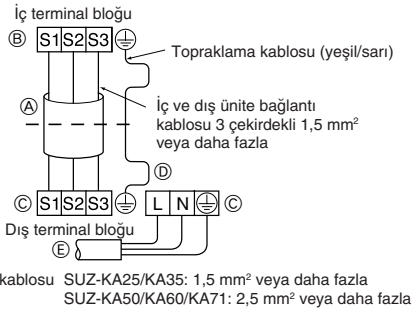 İç terminal bloğu
Ⓑ S1 S2 S3
Topraklama kablosu (yeşil/sarı)
Ⓐ
İç ve dış ünite bağlantı
kablosu 3 çekirdekli 1,5 mm²
veya daha fazla
Ⓓ
Ⓒ S1 S2 S3 L N Ⓒ
Dış terminal bloğu
Ⓔ
kablosu SUZ-KA25/KA35: 1,5 mm² veya daha fazla
SUZ-KA50/KA60/KA71: 2,5 mm² veya daha fazla